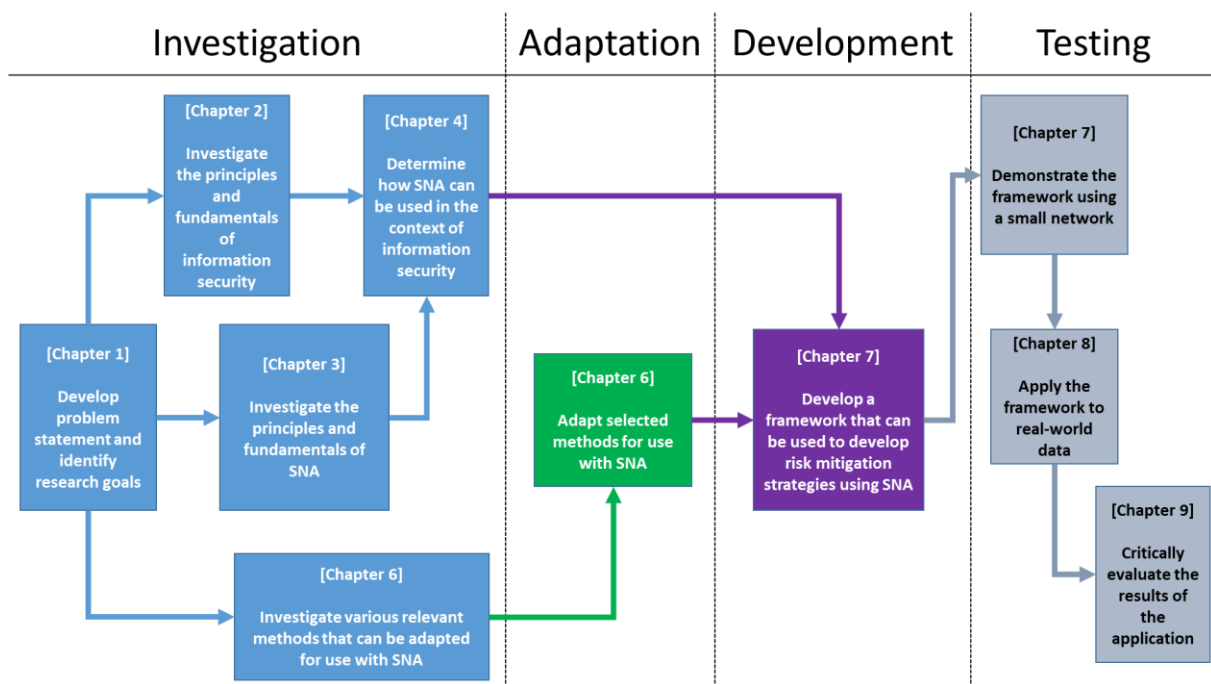 Investigation
Adaptation
Development
Testing
[Chapter 1]
Develop
problem
statement and
identify
research goals
[Chapter 2]
Investigate
the principles
and
fundamentals
of
information
security
[Chapter 3]
Investigate the
principles and
fundamentals of
SNA
[Chapter 4]
Determine
how SNA can
be used in the
context of
information
security
[Chapter 6]
Investigate various relevant
methods that can be adapted
for use with SNA
[Chapter 6]
Adapt selected
methods for use
with SNA
[Chapter 7]
Develop a
framework that can
be used to develop
risk mitigation
strategies using SNA
[Chapter 7]
Demonstrate the
framework using
a small network
[Chapter 8]
Apply the
framework to
real-world
data
[Chapter 9]
Critically
evaluate the
results of
the
application